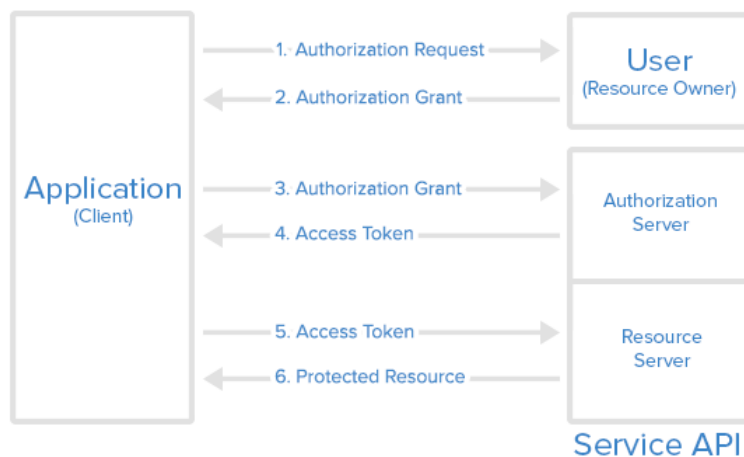 1. Authorization Request
User
(Resource Owner)
2. Authorization Grant
Application
(Client)
3. Authorization Grant
Authorization
Server
4. Access Token
5. Access Token
Resource
Server
6. Protected Resource
Service API